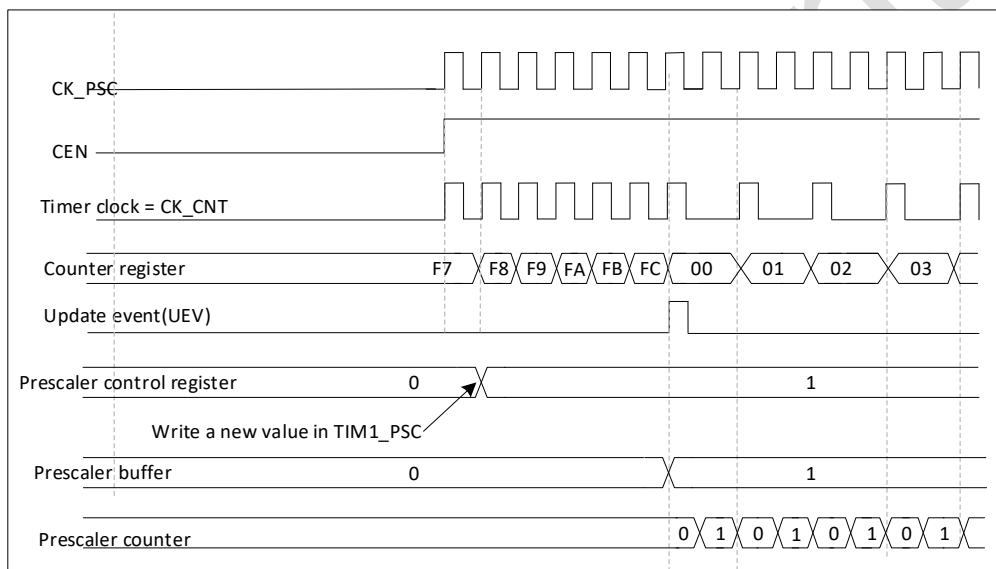 CK_PSC
CEN
Timer clock = CK_CNT
Counter register F7 F8 F9 FA FB FC 00 01 02 03
Update event(UEV)
Prescaler control register 0 1
Write a new value in TIM1_PSC
Prescaler buffer 0 1
Prescaler counter 0 1 0 1 0 1 0 1